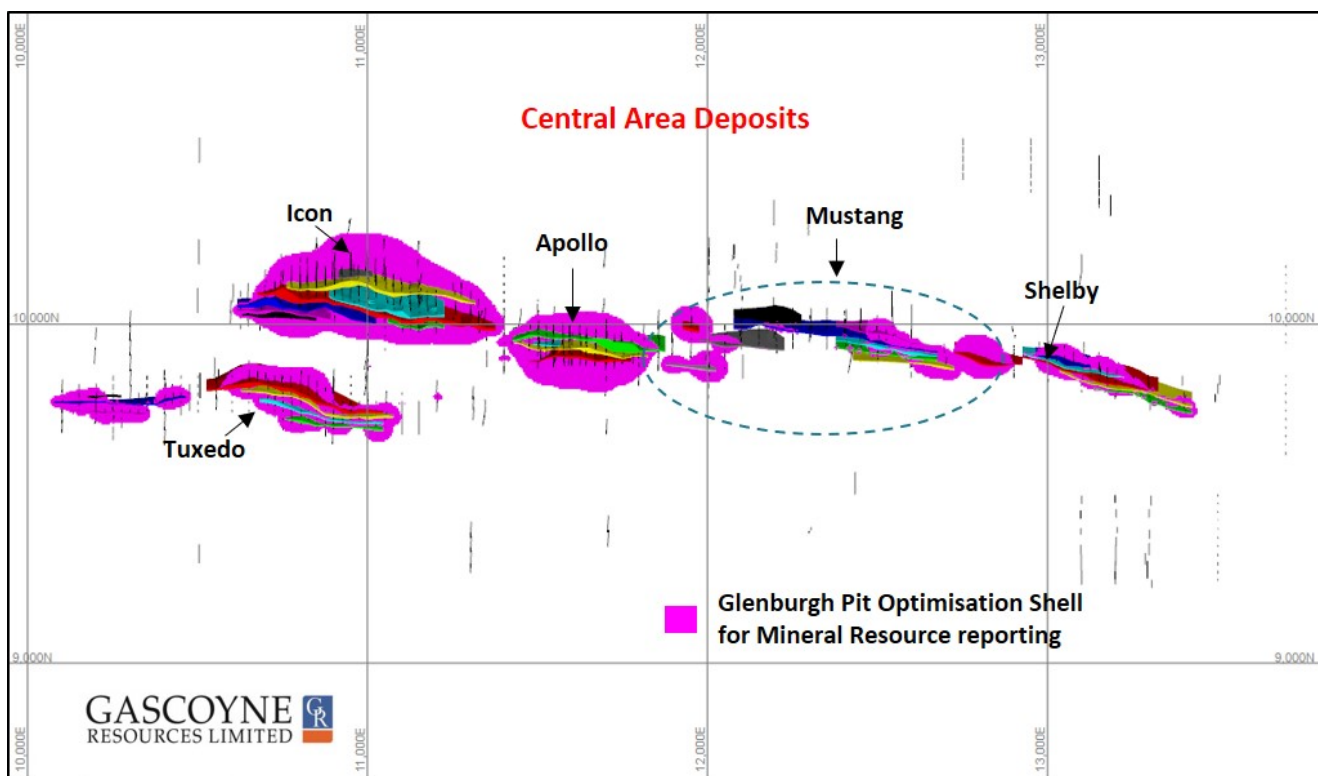 10,000E
11,000E
12,000E
13,000E
Central Area Deposits
Icon
Apollo
Mustang
Shelby
10,000N
10,000N
Tuxedo
Glenburgh Pit Optimisation Shell
for Mineral Resource reporting
9,000N
9,000N
GASCOYNE
RESOURCES LIMITED
GR
10,000E
11,000E
12,000E
13,000E